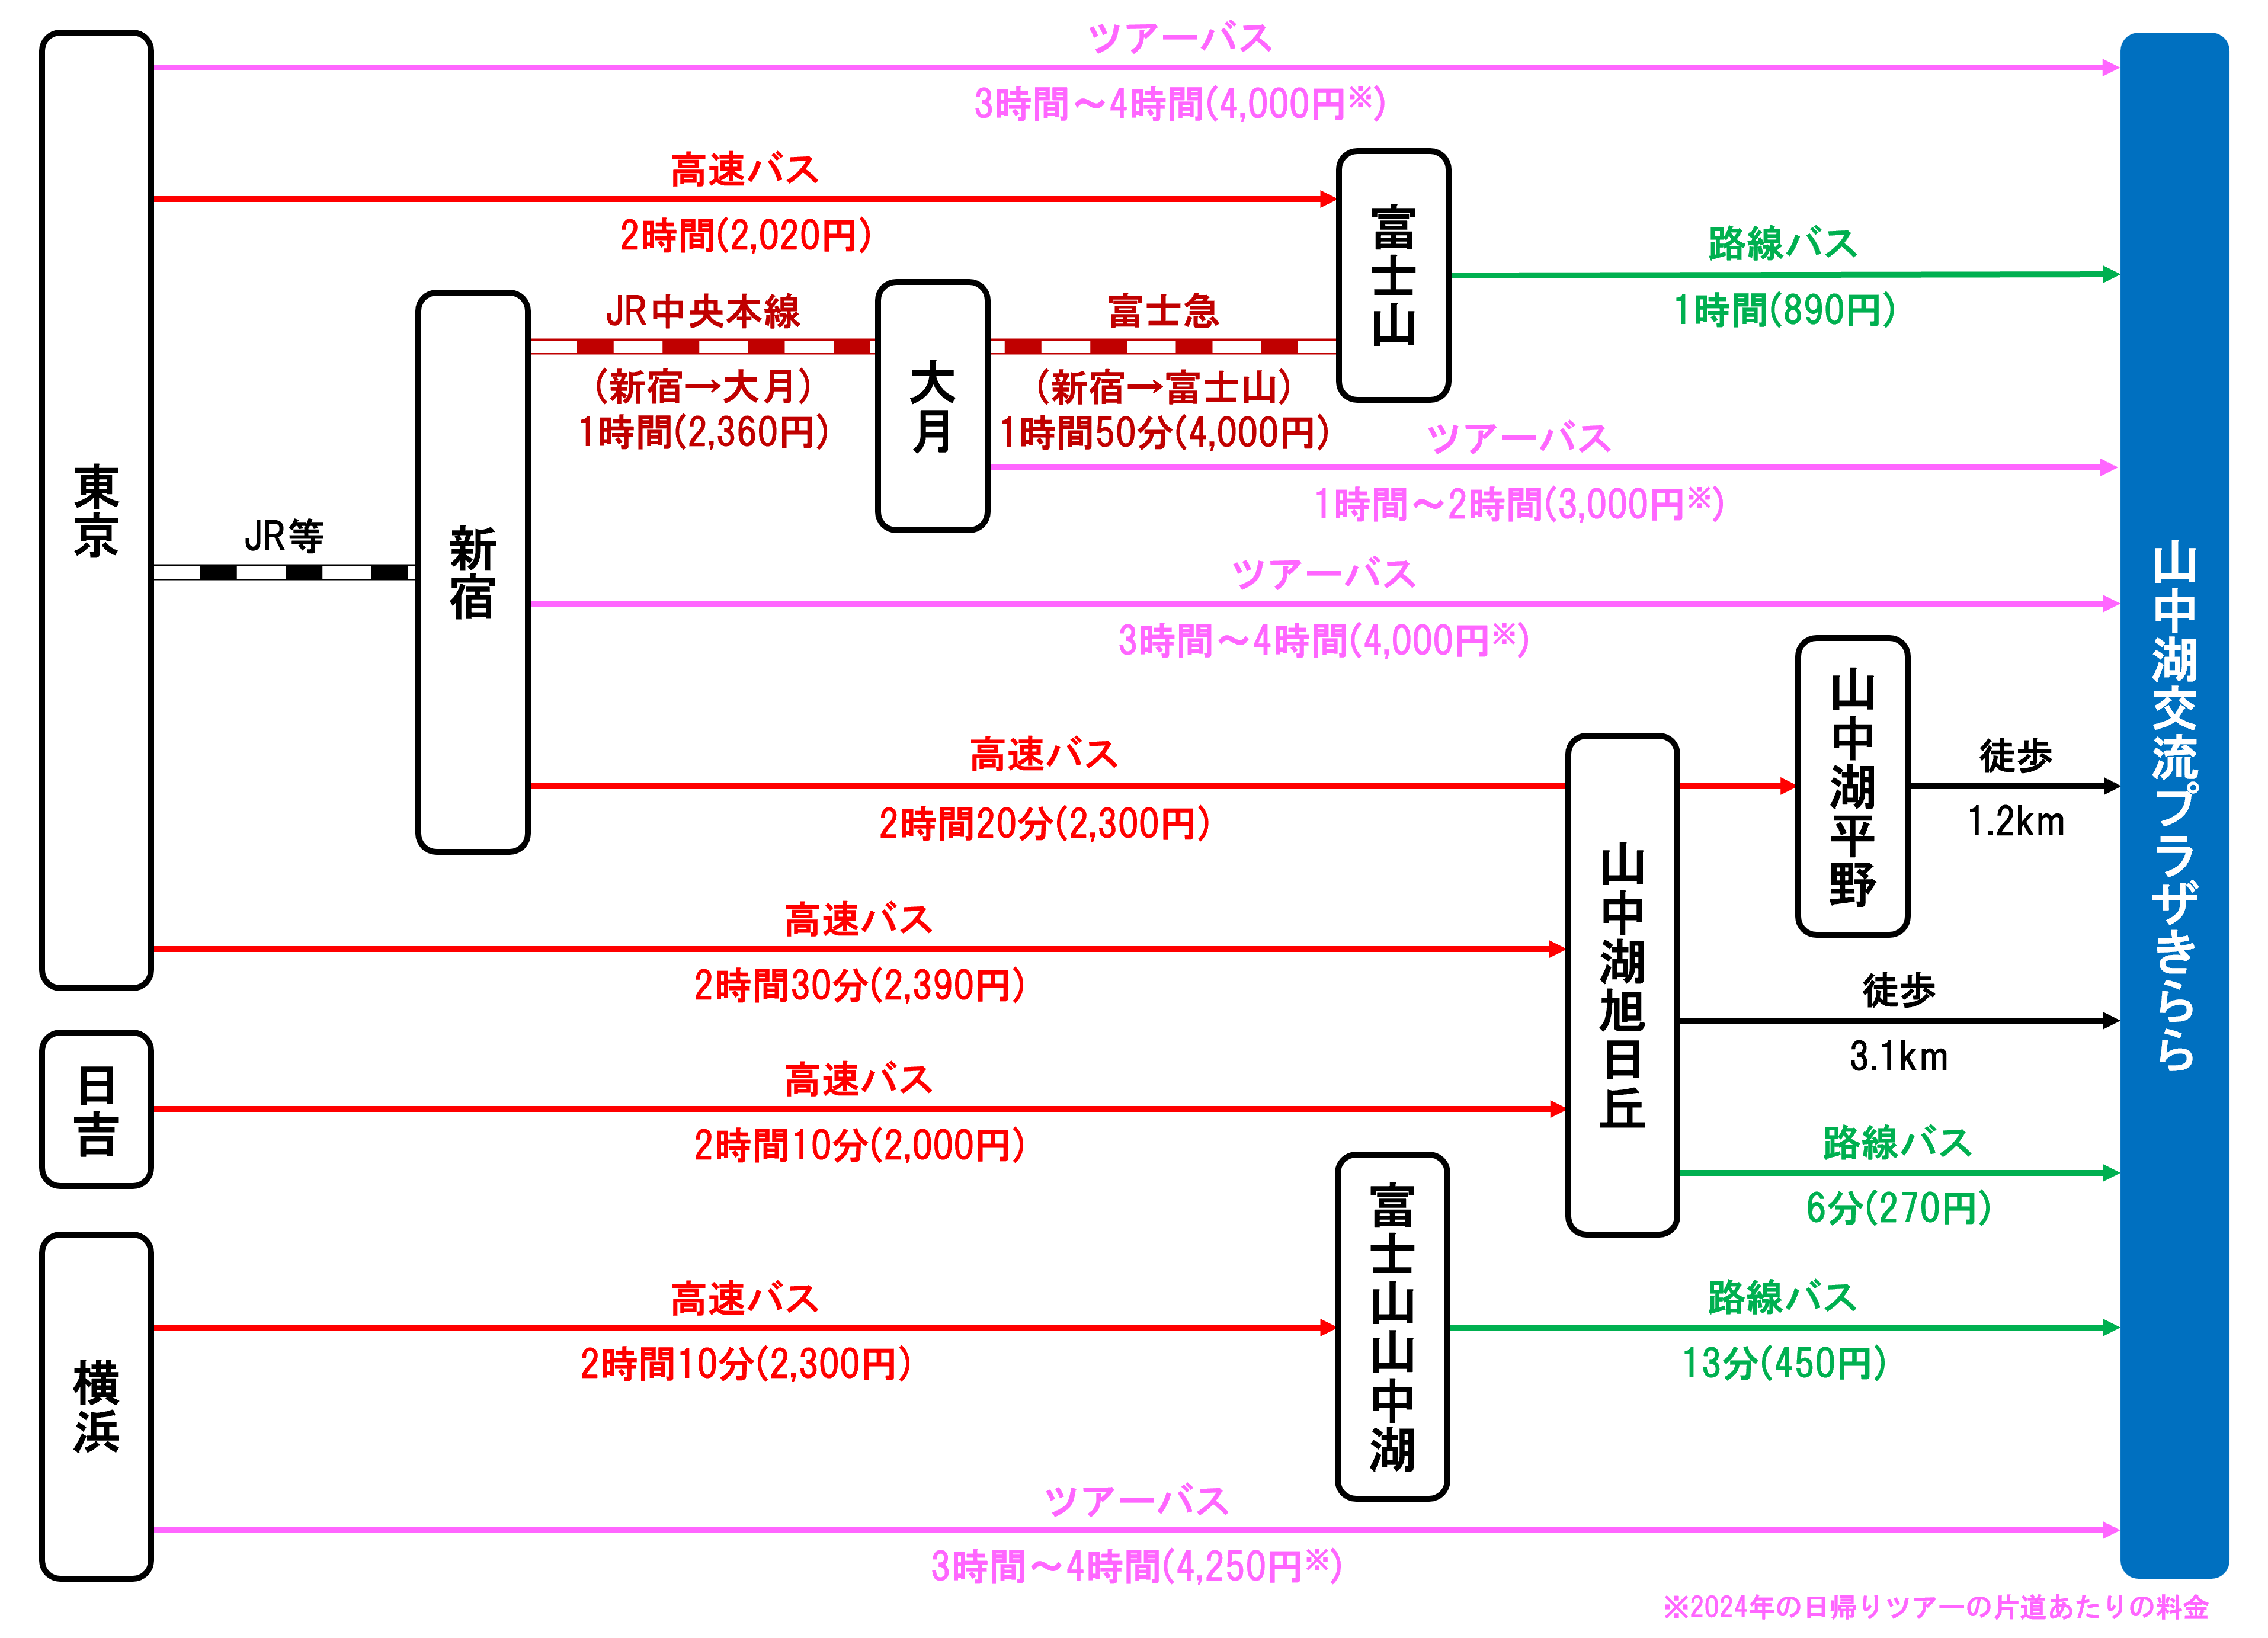 ツアーバス
3時間～4時間(4,000円※)
高速バス
2時間(2,020円)
富士山
路線バス
1時間(890円)
JR中央本線
(新宿→大月)
1時間(2,360円)
大月
富士急
(新宿→富士山)
1時間50分(4,000円)
ツアーバス
1時間～2時間(3,000円※)
東京
JR等
新宿
ツアーバス
3時間～4時間(4,000円※)
高速バス
2時間20分(2,300円)
山中湖平野
徒歩
1.2km
山中湖交流プラザきらら
高速バス
2時間30分(2,390円)
山中湖旭日丘
徒歩
3.1km
日吉
高速バス
2時間10分(2,000円)
路線バス
6分(270円)
横浜
高速バス
2時間10分(2,300円)
富士山山中湖
路線バス
13分(450円)
ツアーバス
3時間～4時間(4,250円※)
※2024年の日帰りツアーの片道あたりの料金